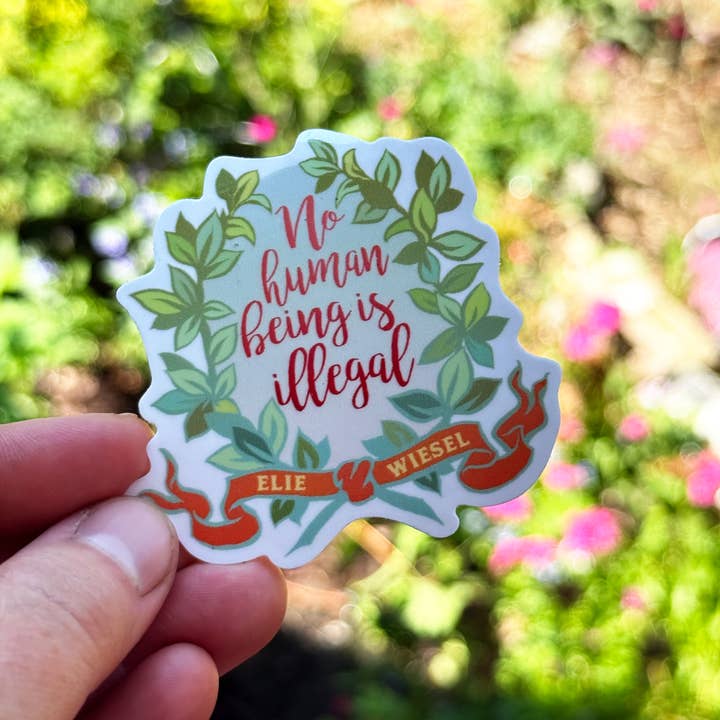 No
human
being is
illegal
ELIE WIESEL